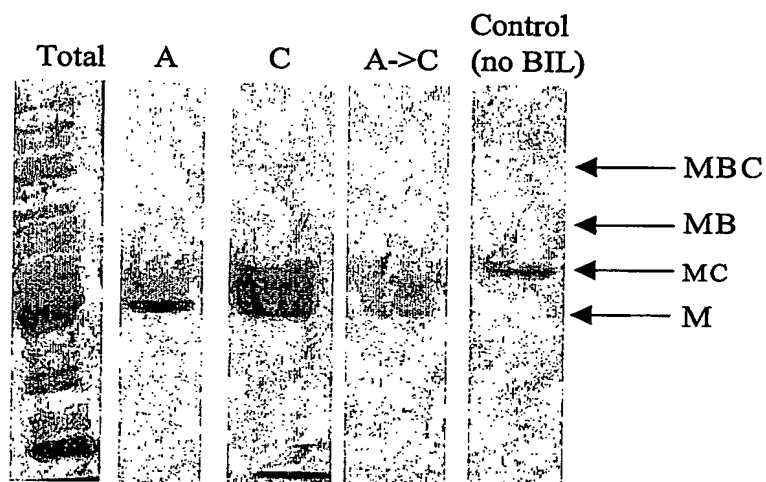 Total A C A->C Control
(no BIL)
MBC
MB
MC
M